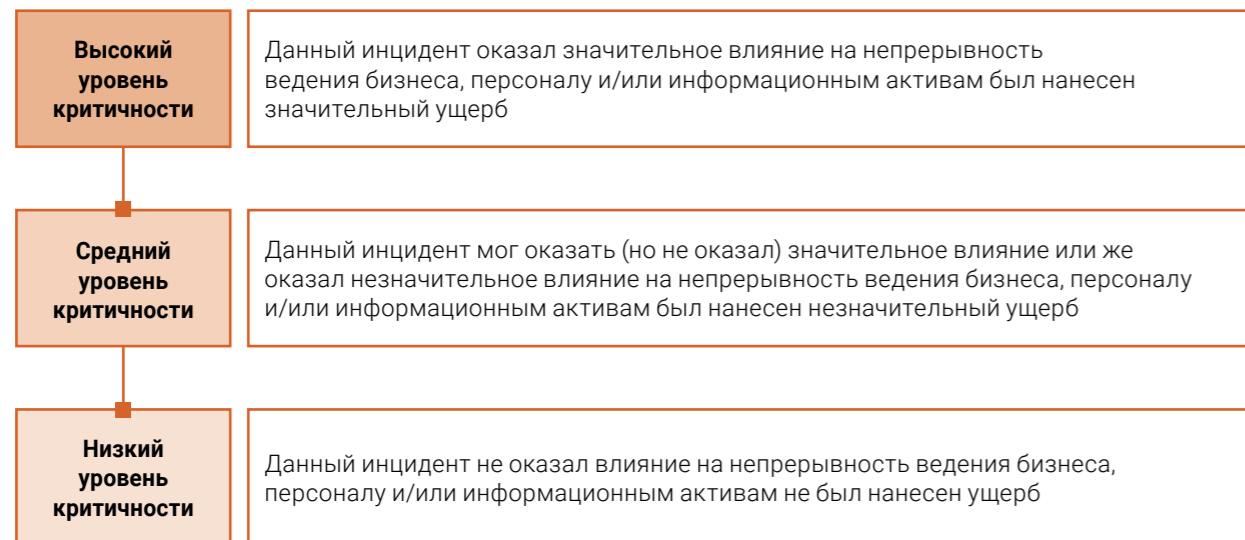 Высокий
уровень
критичности
Данный инцидент оказал значительное влияние на непрерывность
ведения бизнеса, персоналу и/или информационным активам был нанесен
значительный ущерб
Средний
уровень
критичности
Данный инцидент мог оказать (но не оказал) значительное влияние или же
оказал незначительное влияние на непрерывность ведения бизнеса, персоналу
и/или информационным активам был нанесен незначительный ущерб
Низкий
уровень
критичности
Данный инцидент не оказал влияние на непрерывность ведения бизнеса,
персоналу и/или информационным активам не был нанесен ущерб